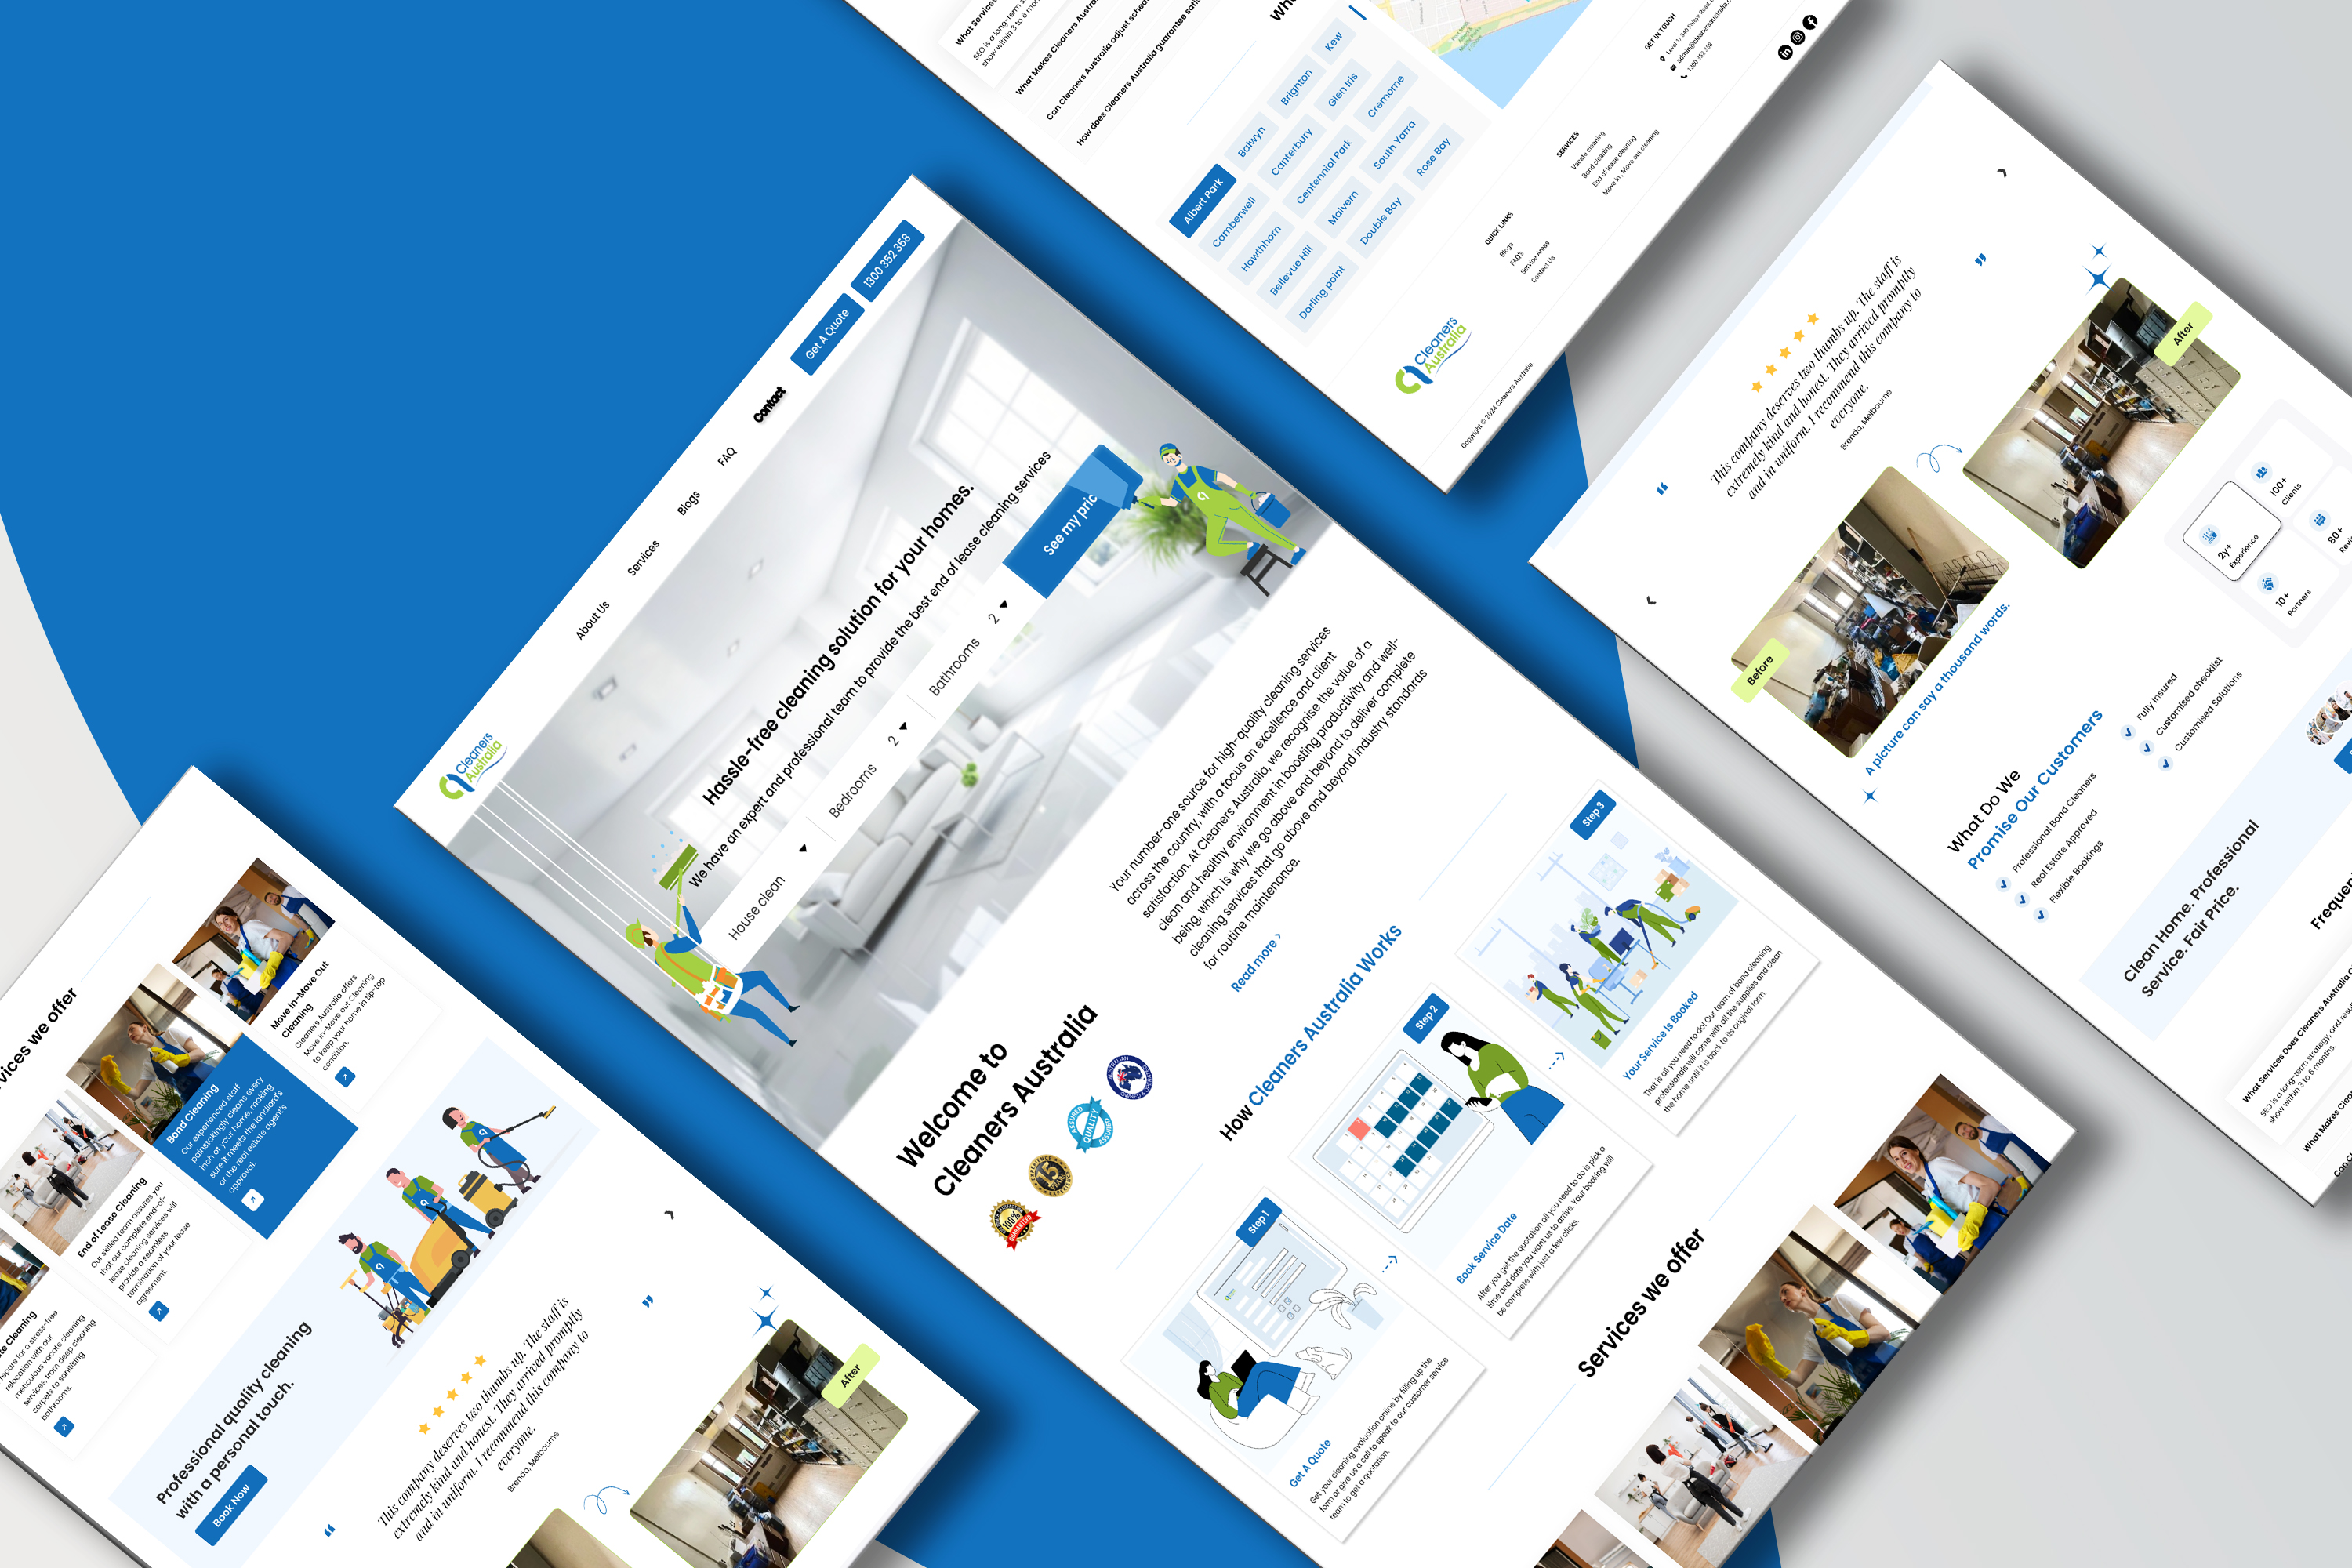 What Services
SEO is a long-term s
show within 3 to 6 mon
What Makes Cleaners Austral
Can Cleaners Australia adjust sched
How does Cleaners Australia guarantee satis
Kew
Brighton
Glen Iris
Balwyn
Canterbury
Cremorne
Albert Park
Centennial Park
South Yarra
Camberwell
Malvern
Rose Bay
Hawthhorn
Double Bay
Bellevue Hill
Darling point
GET IN TOUCH
1300 352 358
SERVICES
Vacate cleaning
Bond cleaning
End of lease cleaning
Move in, Move out cleaning
QUICK LINKS
Blogs
FAQ's
Service Areas
Contact Us
Cleaners
Australia
Copyright © 2024 Cleaners Australia.
Cleaners
Australia
About Us
Services
Blogs
FAQ
Contact
Get A Quote
1300 352 358
Hassle-free cleaning solution for your homes.
We have an expert and professional team to provide the best end of lease cleaning services
House clean
Bedrooms
2
Bathrooms
2
See my pric
Welcome to
Cleaners Australia
100%
15
QUALITY
ASSURED
Your number-one source for high-quality cleaning services
across the country, with a focus on excellence and client
satisfaction. At Cleaners Australia, we recognise the value of a
clean and healthy environment in boosting productivity and well-
being, which is why we go above and beyond to deliver complete
cleaning services that go above and beyond industry standards
for routine maintenance.
Read more
How Cleaners Australia Works
Step 1
Get A Quote
Get your cleaning evaluation online by filling up the
form or give us a call to speak to our customer service
team to get a quotation.
Step 2
Book Service Date
After you get the quotation all you need to do is pick a
time and date you want us to arrive. Your booking will
be complete with just a few clicks.
Step 3
Your Service Is Booked
That is all you need to do! Our team of bond cleaning
professionals will come with all the supplies and clean
the home until it is back to its original form.
Services we offer
vices we offer
te Cleaning
repare for a stress-free
relocation with our
meticulous vacate cleaning
services, from deep cleaning
carpets to sanitising
bathrooms.
End of Lease Cleaning
Our skilled team assures you
that our complete end-of-
lease cleaning services will
provide a seamless
termination of your lease
agreement.
Bond Cleaning
Our experienced staff
painstakingly cleans every
inch of your home, making
sure it meets the landlord's
or the real estate agent's
approval.
Move in-Move Out
Cleaning
Cleaners Australia offers
Move in-Move out Cleaning
to keep your home in tip-top
condition.
Professional quality cleaning
with a personal touch.
Book Now
This company deserves two thumbs up. The staff is
extremely kind and honest. They arrived promptly
and in uniform. I recommend this company to
everyone.
Brenda, Melbourne
After
This company deserves two thumbs up. The staff is
extremely kind and honest. They arrived promptly
and in uniform. I recommend this company to
everyone.
Brenda, Melbourne
Before
After
A picture can say a thousand words.
2y+
Experience
100+
Clients
10+
Partners
80+
What Do We
Promise Our Customers
Professional Bond Cleaners
Real Estate Approved
Flexible Bookings
Fully Insured
Customised checklist
Customised Solutions
Clean Home. Professional
Service. Fair Price.
Frequen
What Services Does Cleaners Australia
SEO is a long-term strategy, and resu
show within 3 to 6 months.
What Makes Clea
Can Cl